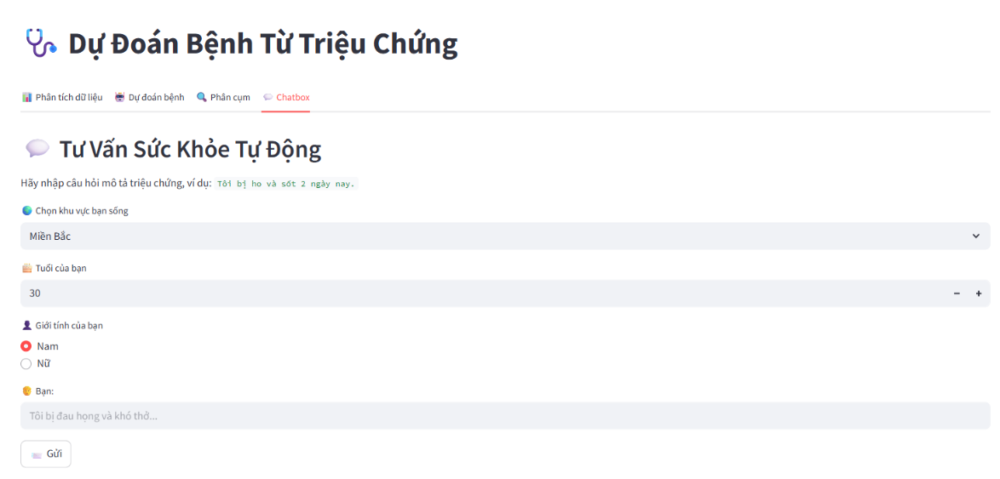 Dự Đoán Bệnh Từ Triệu Chứng
Phân tích dữ liệu Dự đoán bệnh Phân cụm Chatbox
Tư Vấn Sức Khỏe Tự Động
Hãy nhập câu hỏi mô tả triệu chứng, ví dụ: Tôi bị ho và sốt 2 ngày nay.
Chọn khu vực bạn sống
Miền Bắc
Tuổi của bạn
30 − +
Giới tính của bạn
Nam
Nữ
Bạn:
Tôi bị đau họng và khó thở...
Gửi